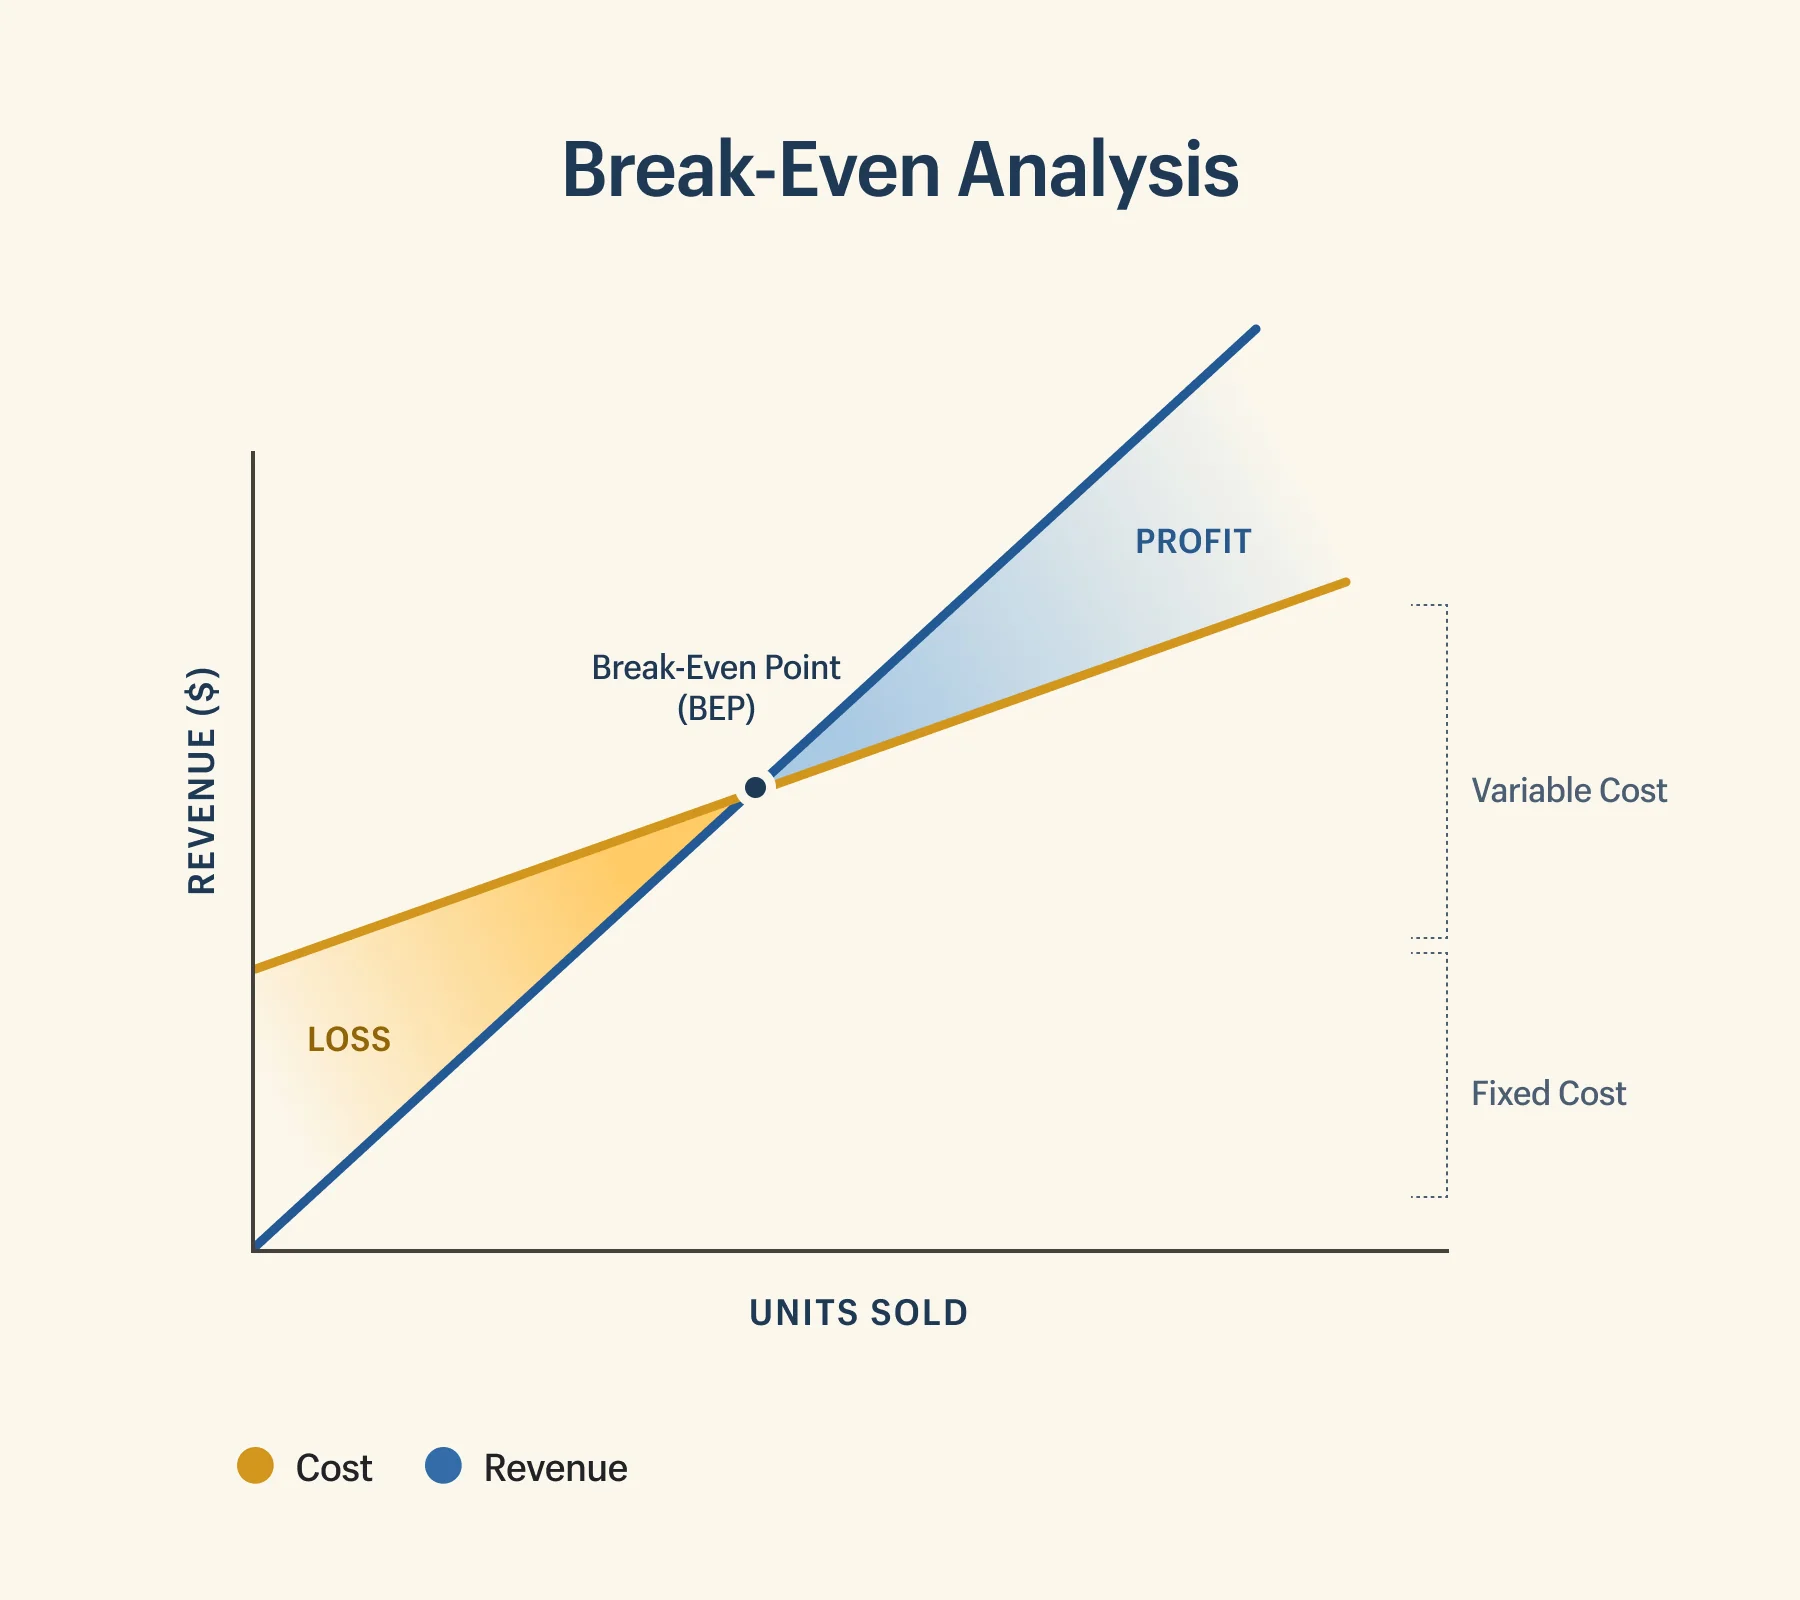 Break-Even Analysis
PROFIT
Break-Even Point
(BEP)
REVENUE ($)
Variable Cost
LOSS
Fixed Cost
UNITS SOLD
Cost
Revenue